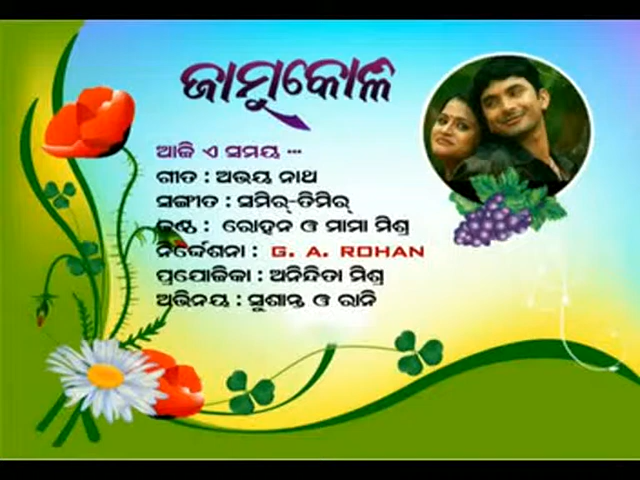 ଜାମୁକୋଳି
ଆଜି ଏ ସମୟ ...
ଗୀତ : ଅଭୟ ନାଥ
ସଙ୍ଗୀତ : ସମିର୍-ତିମିର୍
କଣ୍ଠ : ରୋହନ ଓ ମାମା ମିଶ୍ର
ନିର୍ଦ୍ଦେଶନା : G. A. ROHAN
ପ୍ରଯୋଜିକା : ଅନିନ୍ଦିତା ମିଶ୍ର
ଅଭିନୟ : ସୁଶାନ୍ତ ଓ ରାନି